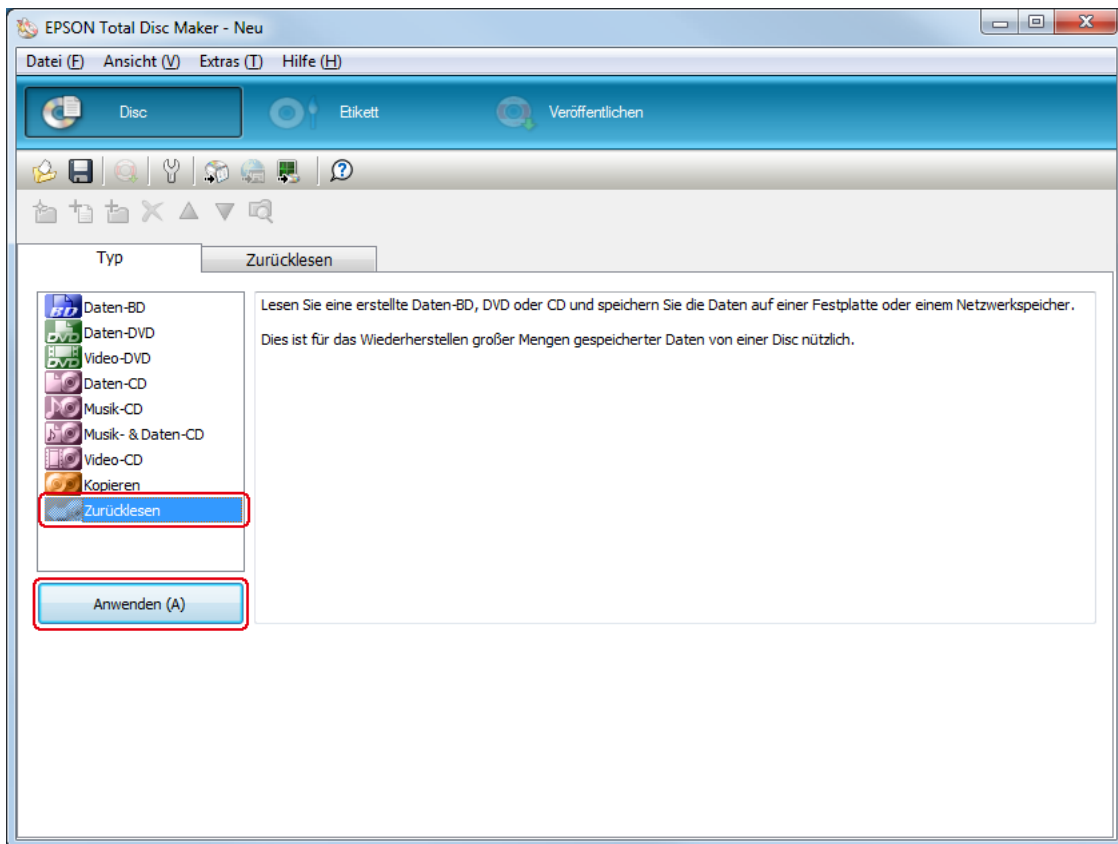 EPSON Total Disc Maker - Neu
Datei (F) Ansicht (V) Extras (T) Hilfe (H)
Disc Etikett Veröffentlichen
Typ Zurücklesen
BD Daten-BD
DVD Daten-DVD
DVD Video-DVD
Daten-CD
Musik-CD
Musik- & Daten-CD
Video-CD
Kopieren
Zurücklesen
Anwenden (A)
Lesen Sie eine erstellte Daten-BD, DVD oder CD und speichern Sie die Daten auf einer Festplatte oder einem Netzwerkspeicher.
Dies ist für das Wiederherstellen großer Mengen gespeicherter Daten von einer Disc nützlich.